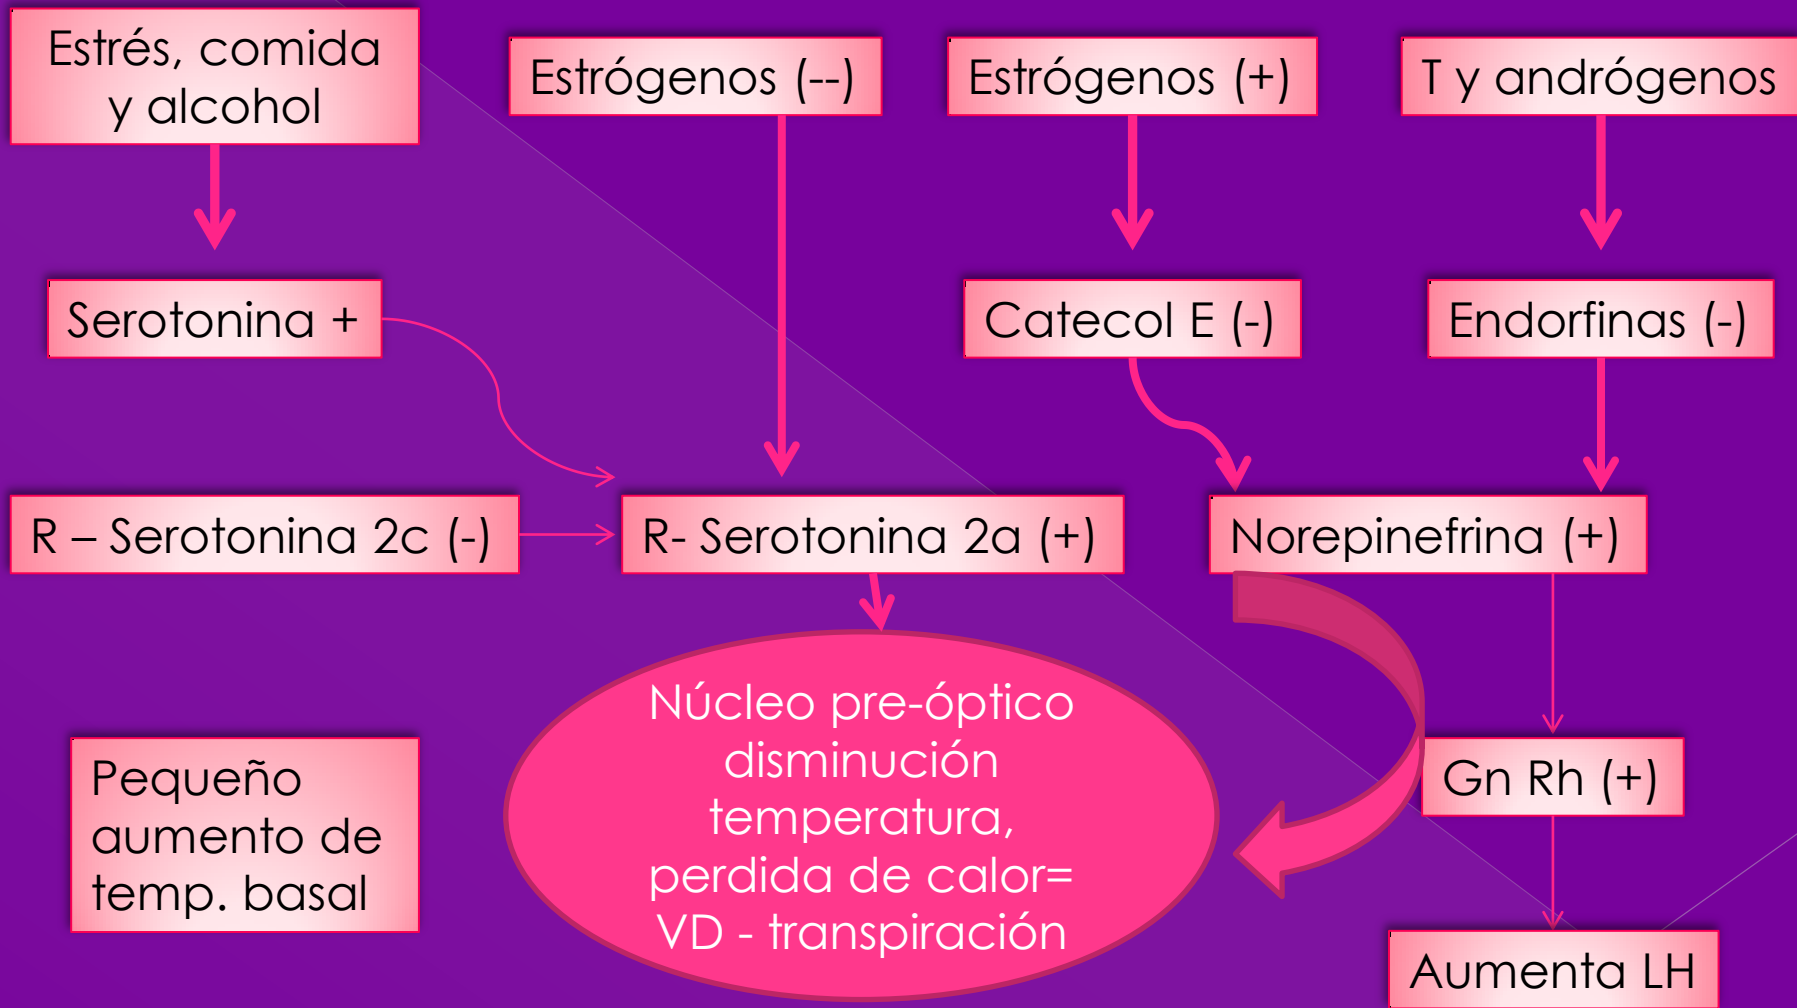 Estrés, comida
y alcohol
Estrógenos (--)
Estrógenos (+)
T y andrógenos
Serotonina +
Catecol E (-)
Endorfinas (-)
R – Serotonina 2c (-)
R- Serotonina 2a (+)
Norepinefrina (+)
Núcleo pre-óptico
disminución
temperatura,
perdida de calor=
VD - transpiración
Pequeño
aumento de
temp. basal
Gn Rh (+)
Aumenta LH